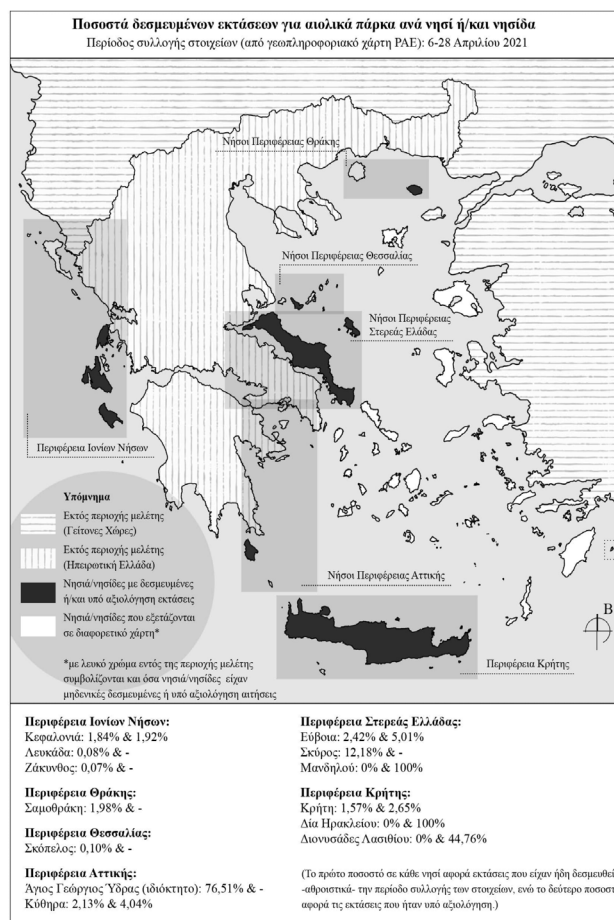 Ποσοστά δεσμευμένων εκτάσεων για αιολικά πάρκα ανά νησί ή/και νησίδα
Περίοδος συλλογής στοιχείων (από γεωπληροφοριακό χάρτη ΡΑΕ): 6-28 Απριλίου 2021
Νήσοι Περιφέρειας Θράκης
Νήσοι Περιφέρειας Θεσσαλίας
Νήσοι Περιφέρειας
Στερεάς Ελάδας
Περιφέρεια Ιονίων Νήσων
Υπόμνημα
Εκτός περιοχής μελέτης
(Γείτονες Χώρες)
Εκτός περιοχής μελέτης
(Ηπειρωτική Ελλάδα)
Νησιά/νησίδες με δεσμευμένες
ή/και υπό αξιολόγηση εκτάσεις
Νησιά/νησίδες που εξετάζονται
σε διαφορετικό χάρτη*
*με λευκό χρώμα εντός της περιοχής μελέτης
συμβολίζονται και όσα νησιά/νησίδες είχαν
μηδενικές δεσμευμένες ή υπό αξιολόγηση αιτήσεις
Νήσοι Περιφέρειας Αττικής
Β
Περιφέρεια Κρήτης
Περιφέρεια Ιονίων Νήσων:
Κεφαλονιά: 1,84% & 1,92%
Λευκάδα: 0,08% & -
Ζάκυνθος: 0,07% & -
Περιφέρεια Θράκης:
Σαμοθράκη: 1,98% & -
Περιφέρεια Θεσσαλίας:
Σκόπελος: 0,10% & -
Περιφέρεια Αττικής:
Άγιος Γεώργιος Ύδρας (ιδιόκτητο): 76,51% & -
Κύθηρα: 2,13% & 4,04%
Περιφέρεια Στερεάς Ελλάδας:
Εύβοια: 2,42% & 5,01%
Σκύρος: 12,18% & -
Μανδηλού: 0% & 100%
Περιφέρεια Κρήτης:
Κρήτη: 1,57% & 2,65%
Δία Ηρακλείου: 0% & 100%
Διονυσάδες Λασιθίου: 0% & 44,76%
(Το πρώτο ποσοστό σε κάθε νησί αφορά εκτάσεις που είχαν ήδη δεσμευθεί
-αθροιστικά- την περίοδο συλλογής των στοιχείων, ενώ το δεύτερο ποσοστ
αφορά τις εκτάσεις που ήταν υπό αξιολόγηση.)